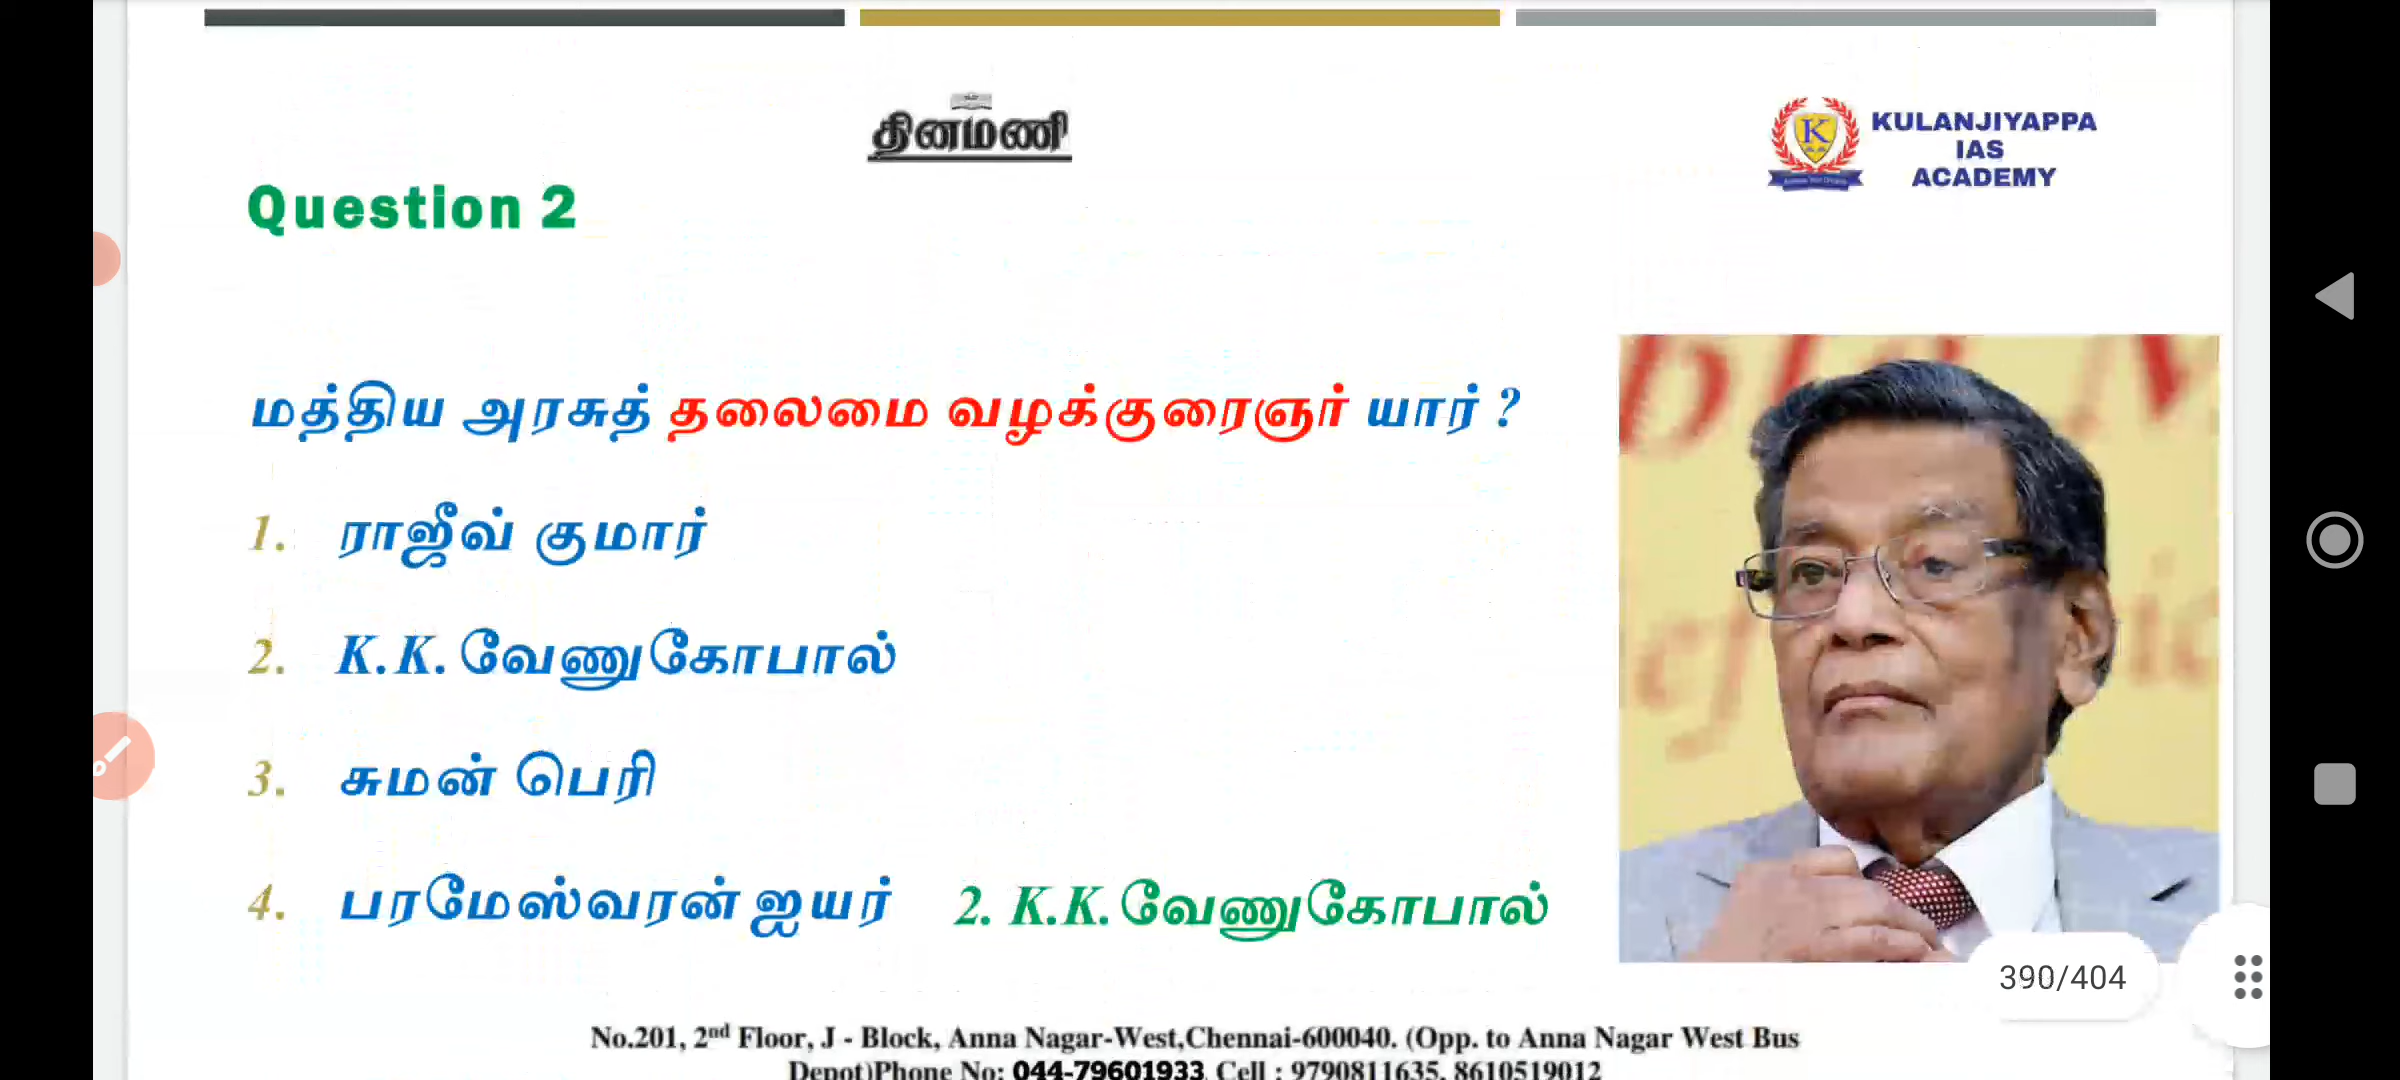 தினமணி
KULANJIYAPPA
IAS
ACADEMY
Question 2
மத்திய அரசுத் தலைமை வழக்குரைஞர் யார் ?
1. ராஜீவ் குமார்
2. K.K. வேணுகோபால்
3. சுமன் பெரி
4. பரமேஸ்வரன் ஐயர்
2. K.K. வேணுகோபால்
390/404
No.201, 2nd Floor, J - Block, Anna Nagar-West,Chennai-600040. (Opp. to Anna Nagar West Bus
Depot)Phone No: 044-79601933, Cell : 9790811635, 8610519012